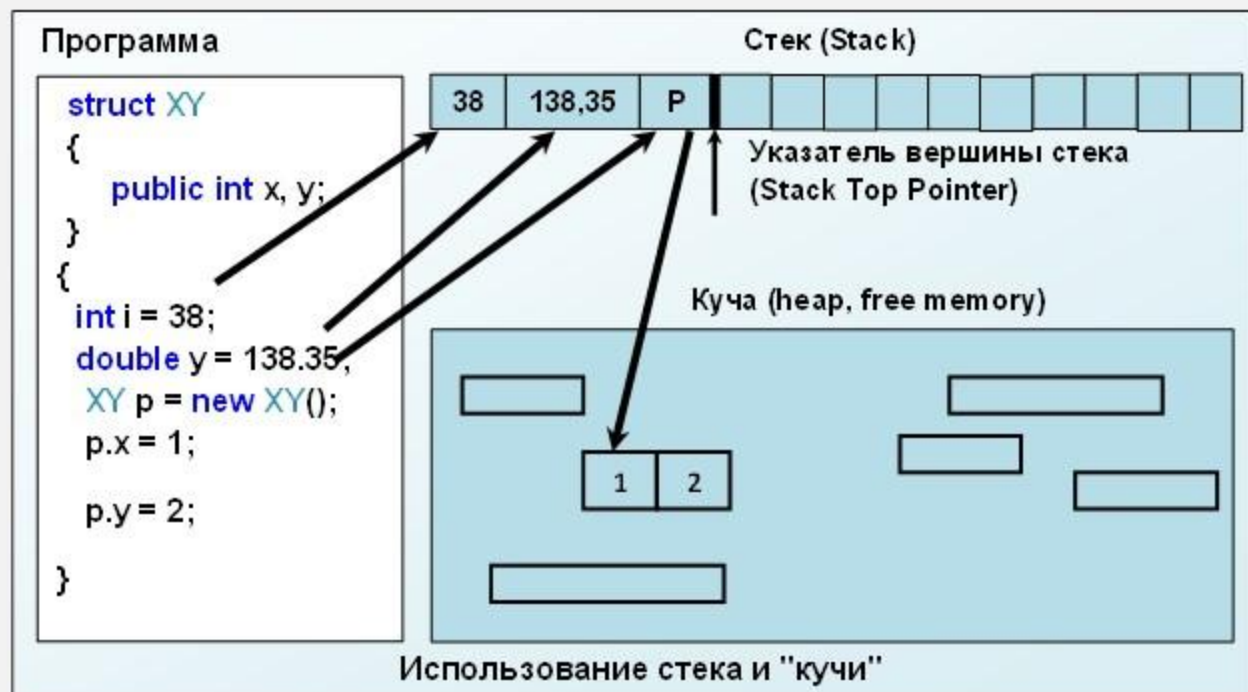 Программа
struct XY
{
public int x, y;
}
{
int i = 38;
double y = 138.35;
XY p = new XY();
p.x = 1;
p.y = 2;
}
Стек (Stack)
38 138,35 P
Указатель вершины стека
(Stack Top Pointer)
Куча (heap, free memory)
1 2
Использование стека и "кучи"